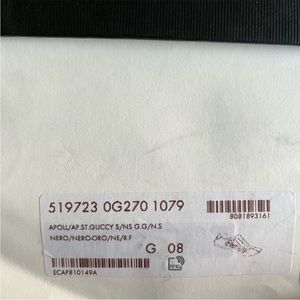 519723 0G270 1079
8081893161
APOLL/AP.ST.GUCCY S/NS G.G/N.S
NERO/NERO-ORO/NE/R.F
G 08
ECAP810149A